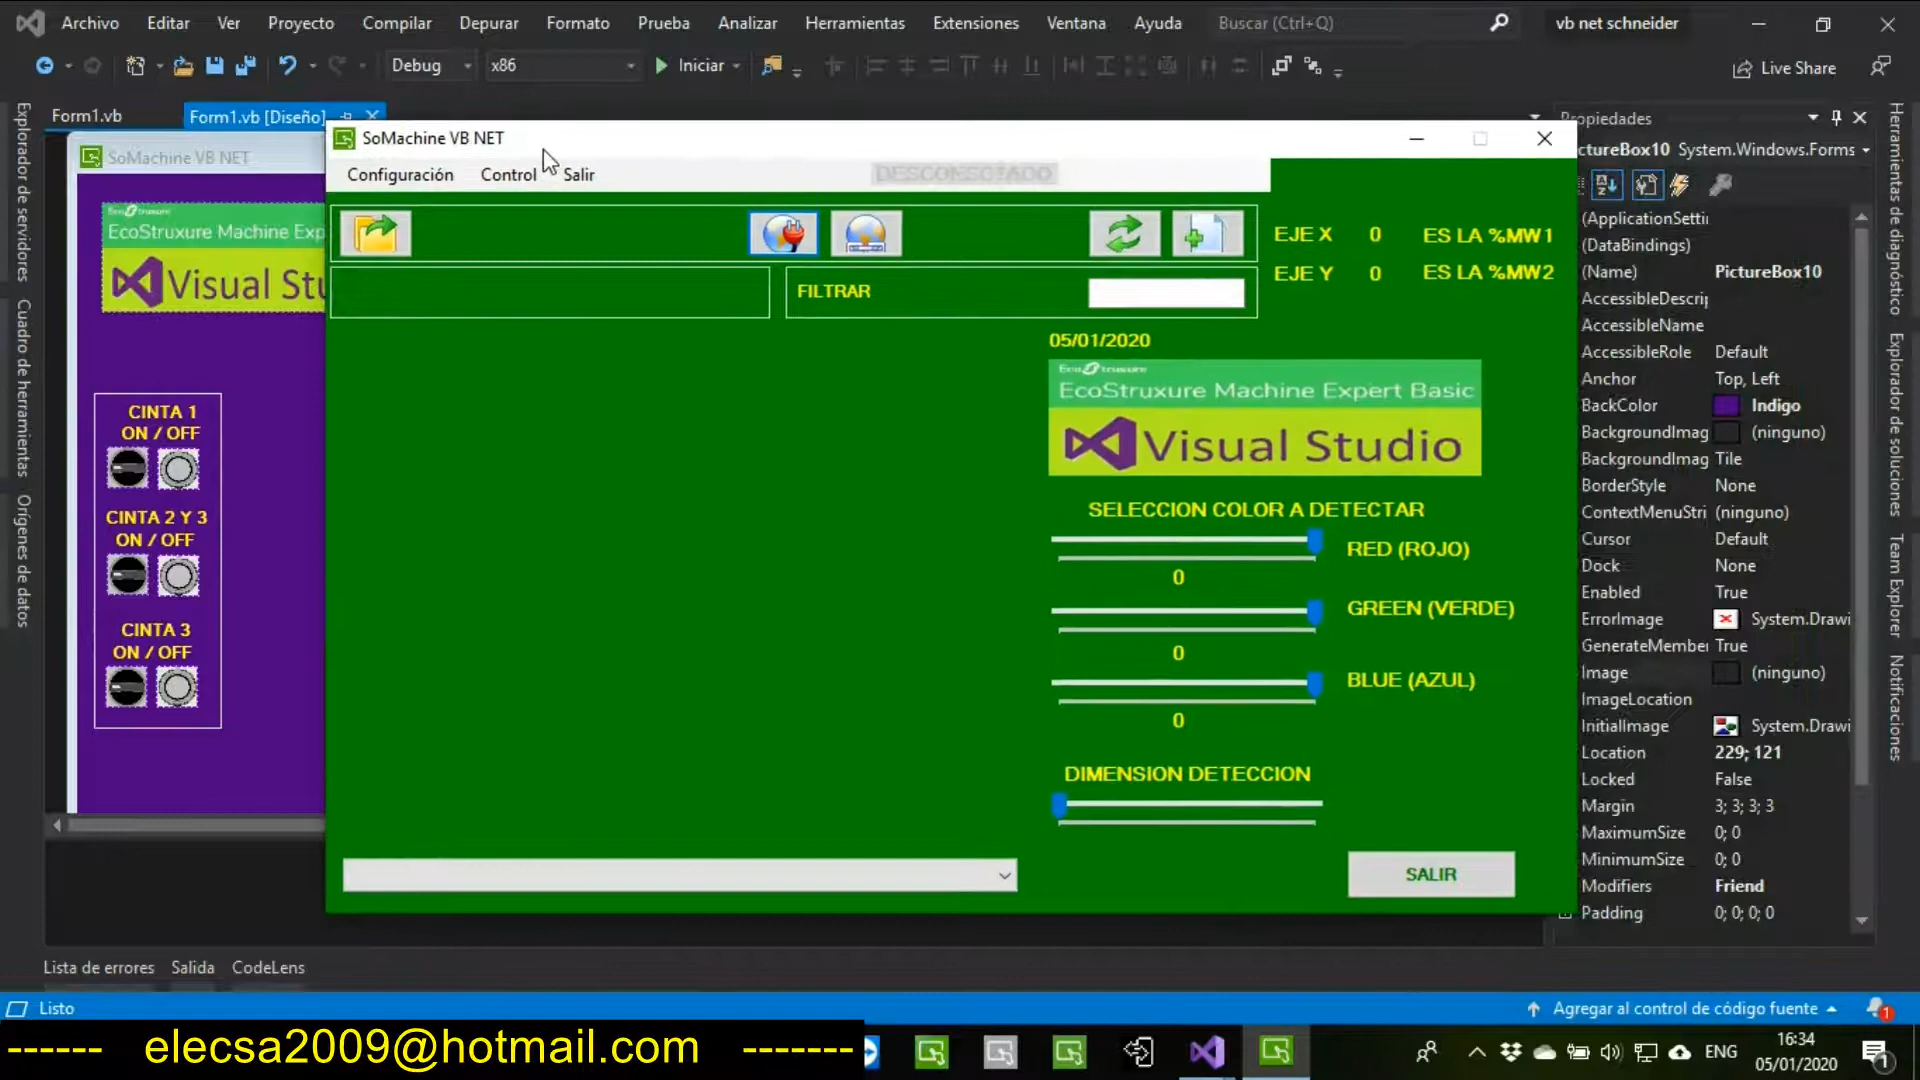 Archivo Editar Ver Proyecto Compilar Depurar Formato Prueba Analizar Herramientas Extensiones Ventana Ayuda Buscar (Ctrl+Q) vb net schneider
Debug x86 Iniciar Live Share
Explorador de servidores
Cuadro de herramientas
Orígenes de datos
Form1.vb Form1.vb [Diseño]
SoMachine VB NET
EcoStruxure
EcoStruxure Machine Exp
Visual Stu
CINTA 1
ON / OFF
CINTA 2 Y 3
ON / OFF
CINTA 3
ON / OFF
SoMachine VB NET
Configuración Control Salir DESCONECTADO
EJE X 0 ES LA %MW1
EJE Y 0 ES LA %MW2
FILTRAR
05/01/2020
EcoStruxure
EcoStruxure Machine Expert Basic
Visual Studio
SELECCION COLOR A DETECTAR
RED (ROJO)
0
GREEN (VERDE)
0
BLUE (AZUL)
0
DIMENSION DETECCION
SALIR
Propiedades
ctureBox10 System.Windows.Forms
(ApplicationSetti
(DataBindings)
(Name) PictureBox10
AccessibleDescrip
AccessibleName
AccessibleRole Default
Anchor Top, Left
BackColor Indigo
BackgroundImag (ninguno)
BackgroundImag Tile
BorderStyle None
ContextMenuStri (ninguno)
Cursor Default
Dock None
Enabled True
ErrorImage System.Drawi
GenerateMember True
Image (ninguno)
ImageLocation
InitialImage System.Drawi
Location 229; 121
Locked False
Margin 3; 3; 3; 3
MaximumSize 0; 0
MinimumSize 0; 0
Modifiers Friend
Padding 0; 0; 0; 0
Herramientas de diagnóstico
Explorador de soluciones
Team Explorer
Notificaciones
Lista de errores Salida CodeLens
Listo Agregar al control de código fuente 1
------ elecsa2009@hotmail.com -------
ENG 16:34
05/01/2020 1